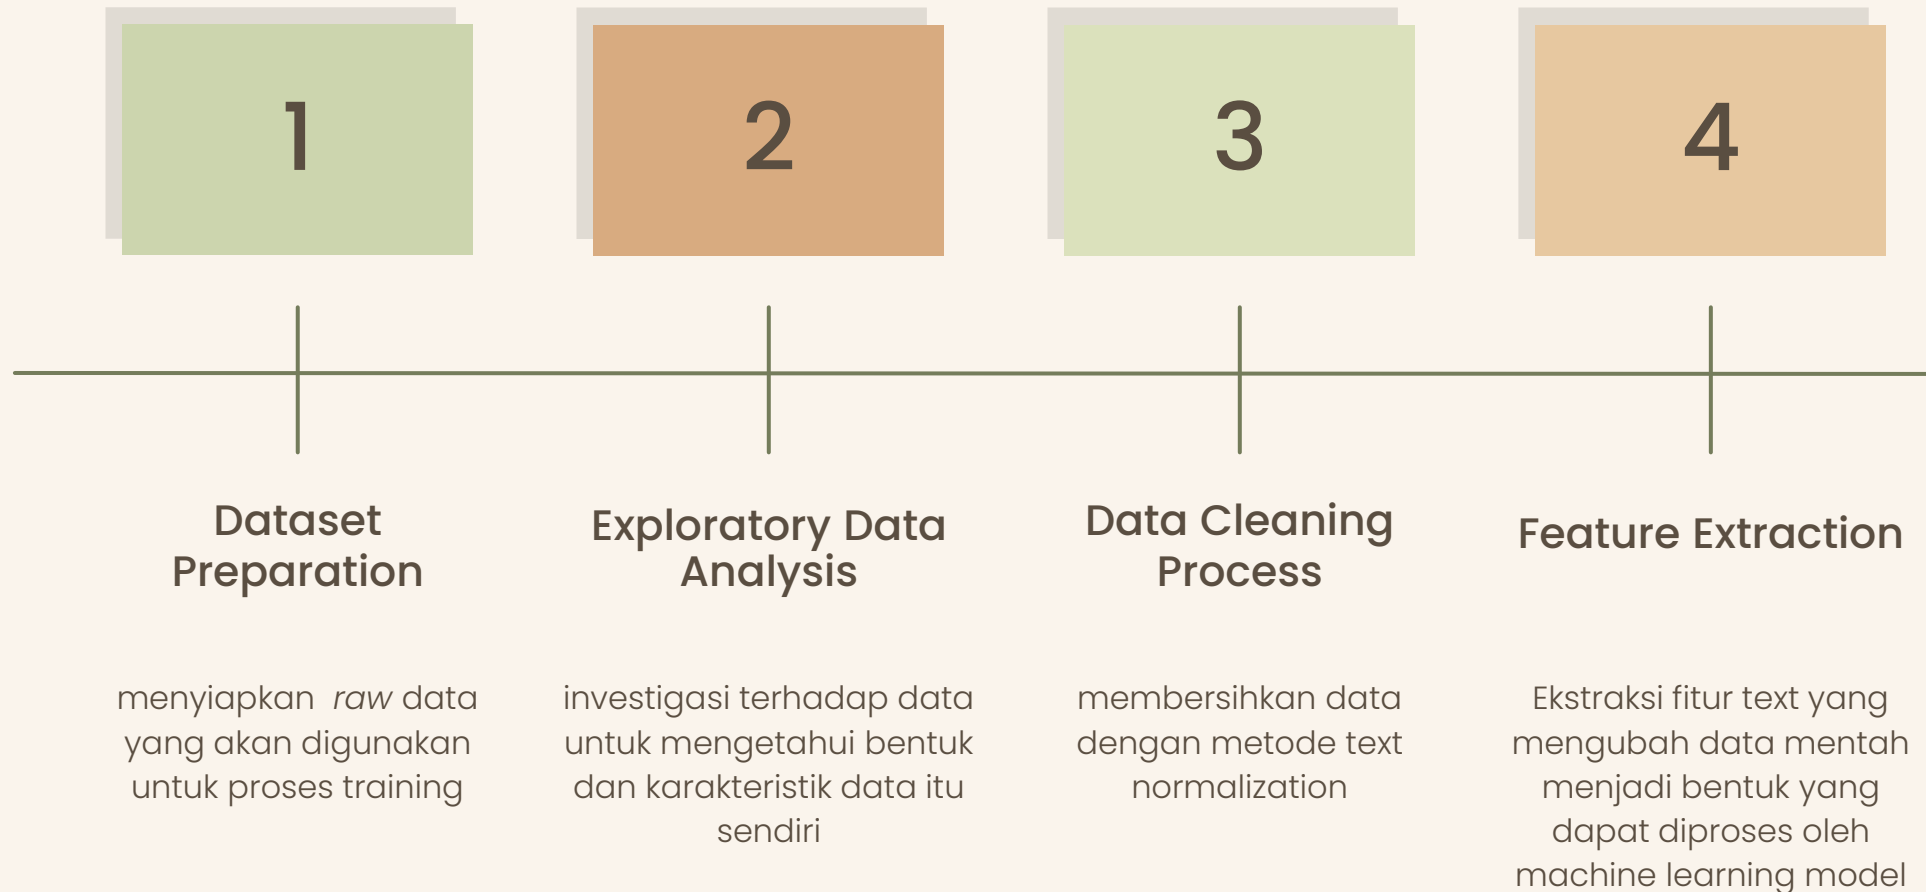 1
2
3
4
Dataset
Preparation
menyiapkan raw data
yang akan digunakan
untuk proses training
Exploratory Data
Analysis
investigasi terhadap data
untuk mengetahui bentuk
dan karakteristik data itu
sendiri
Data Cleaning
Process
membersihkan data
dengan metode text
normalization
Feature Extraction
Ekstraksi fitur text yang
mengubah data mentah
menjadi bentuk yang
dapat diproses oleh
machine learning model